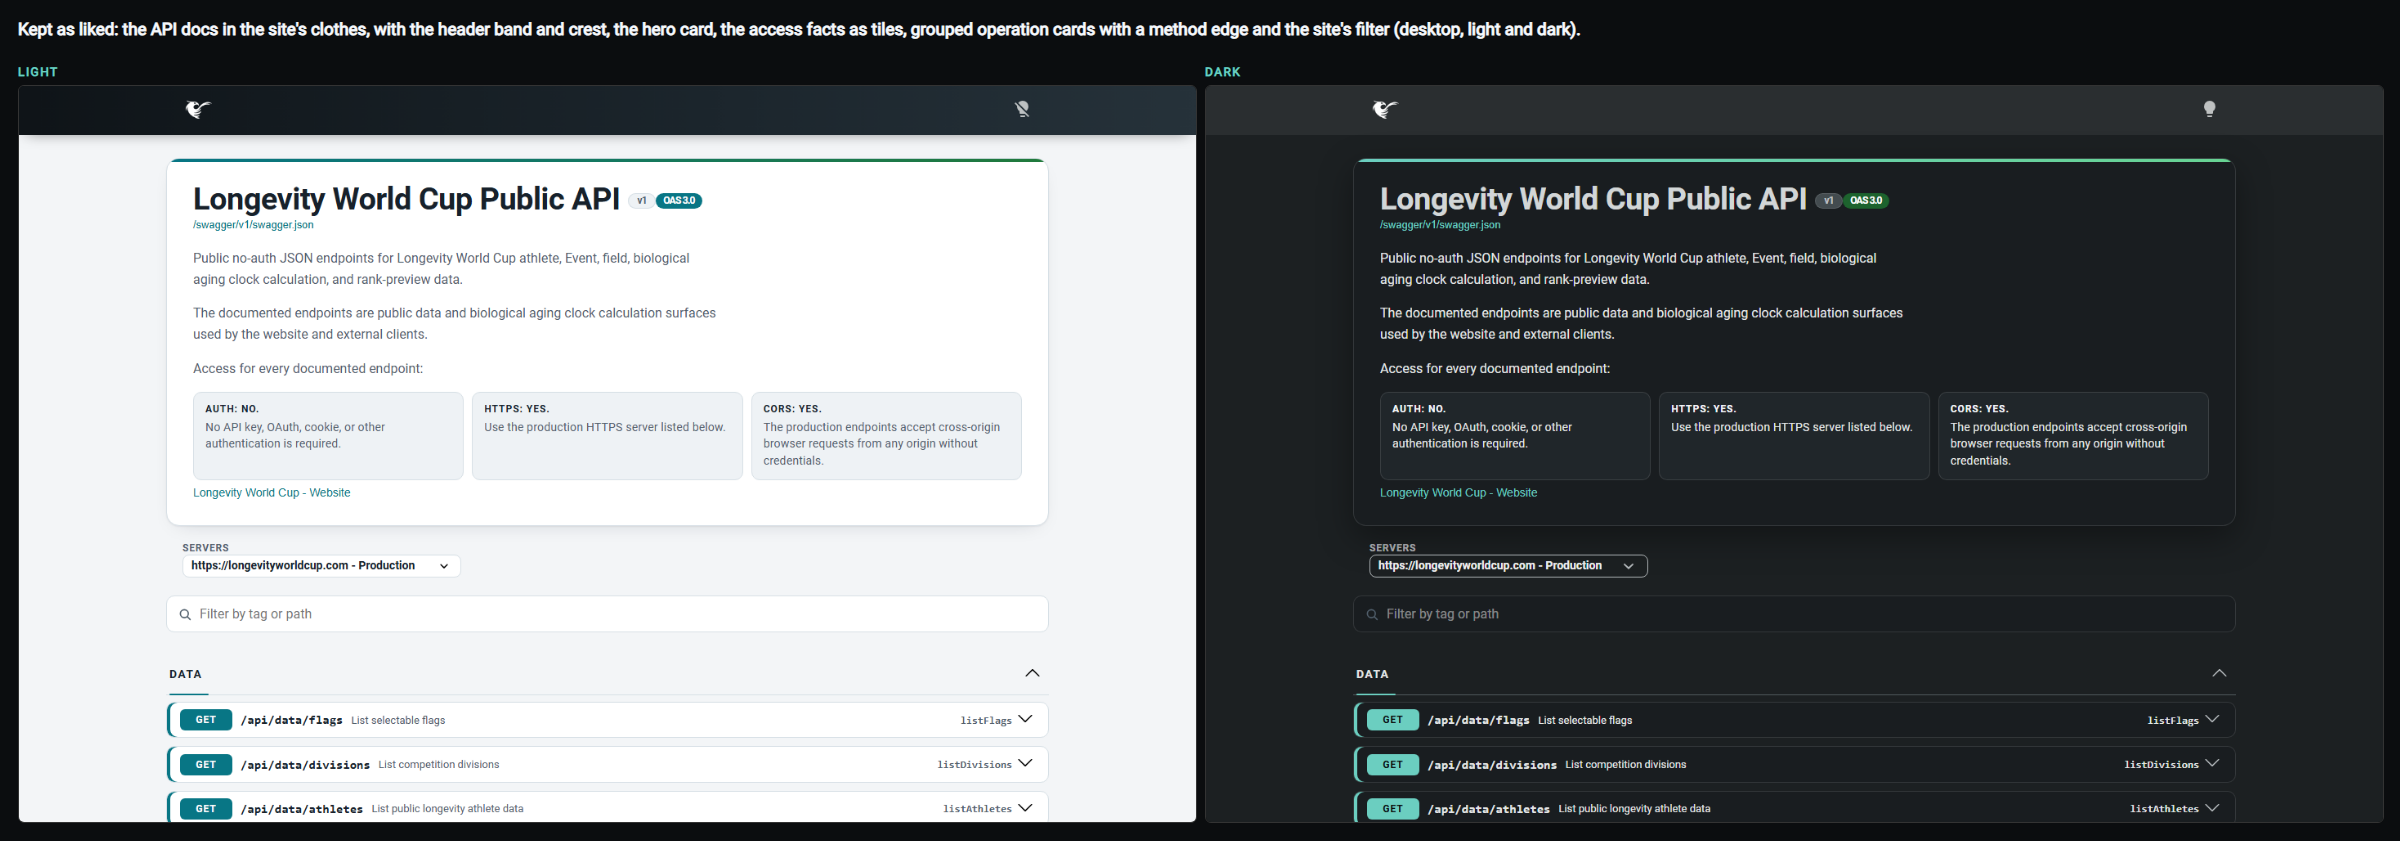 Kept as liked: the API docs in the site's clothes, with the header band and crest, the hero card, the access facts as tiles, grouped operation cards with a method edge and the site's filter (desktop, light and dark).
LIGHT
Longevity World Cup Public API v1 OAS 3.0
/swagger/v1/swagger.json
Public no-auth JSON endpoints for Longevity World Cup athlete, Event, field, biological
aging clock calculation, and rank-preview data.
The documented endpoints are public data and biological aging clock calculation surfaces
used by the website and external clients.
Access for every documented endpoint:
AUTH: NO.
No API key, OAuth, cookie, or other
authentication is required.
HTTPS: YES.
Use the production HTTPS server listed below.
CORS: YES.
The production endpoints accept cross-origin
browser requests from any origin without
credentials.
Longevity World Cup - Website
SERVERS
https://longevityworldcup.com - Production
Filter by tag or path
DATA
GET /api/data/flags List selectable flags listFlags
GET /api/data/divisions List competition divisions listDivisions
GET /api/data/athletes List public longevity athlete data listAthletes
DARK
Longevity World Cup Public API v1 OAS 3.0
/swagger/v1/swagger.json
Public no-auth JSON endpoints for Longevity World Cup athlete, Event, field, biological
aging clock calculation, and rank-preview data.
The documented endpoints are public data and biological aging clock calculation surfaces
used by the website and external clients.
Access for every documented endpoint:
AUTH: NO.
No API key, OAuth, cookie, or other
authentication is required.
HTTPS: YES.
Use the production HTTPS server listed below.
CORS: YES.
The production endpoints accept cross-origin
browser requests from any origin without
credentials.
Longevity World Cup - Website
SERVERS
https://longevityworldcup.com - Production
Filter by tag or path
DATA
GET /api/data/flags List selectable flags listFlags
GET /api/data/divisions List competition divisions listDivisions
GET /api/data/athletes List public longevity athlete data listAthletes